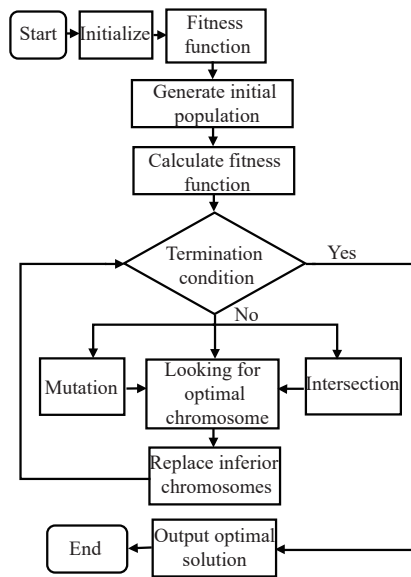 Start
Initialize
Fitness
function
Generate initial
population
Calculate fitness
function
Termination
condition
Yes
No
Mutation
Looking for
optimal
chromosome
Intersection
Replace inferior
chromosomes
End
Output optimal
solution